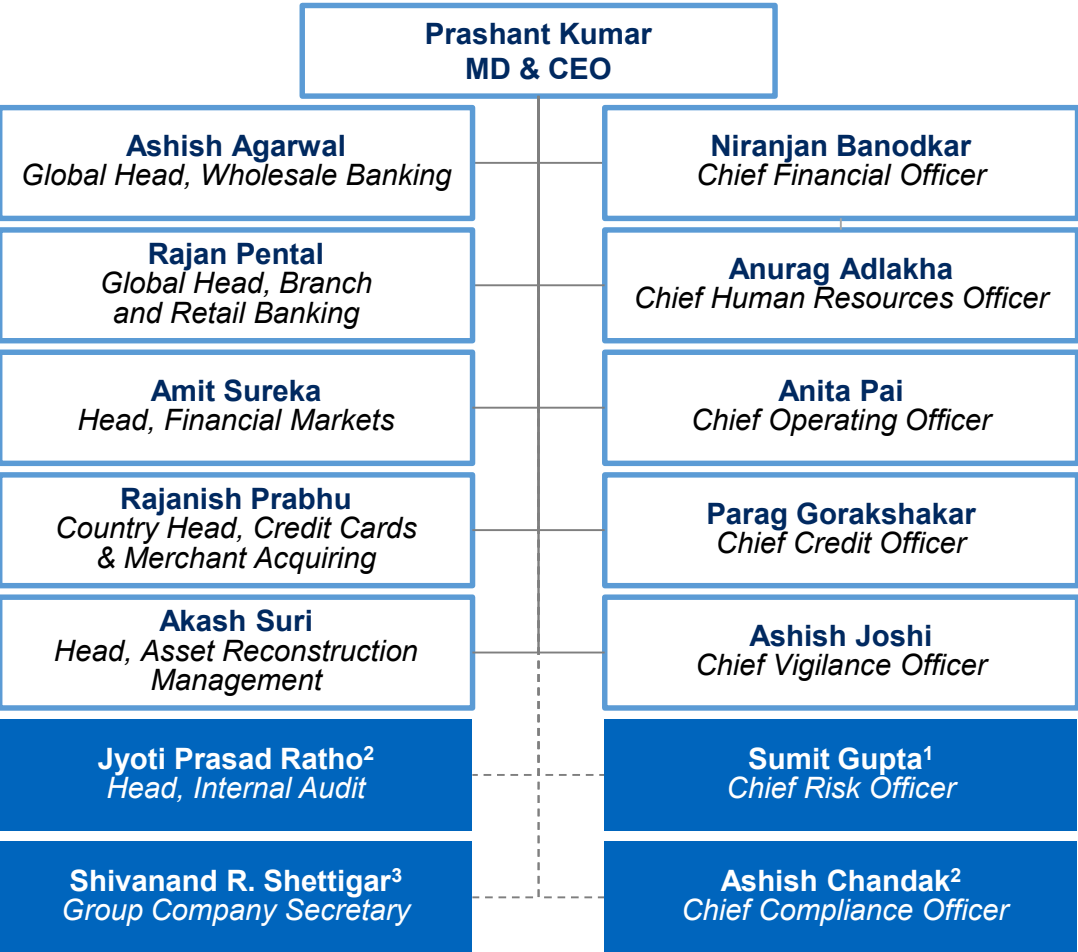 Prashant Kumar
MD & CEO
Ashish Agarwal
Global Head, Wholesale Banking
Niranjan Banodkar
Chief Financial Officer
Rajan Pental
Global Head, Branch
and Retail Banking
Anurag Adlakha
Chief Human Resources Officer
Amit Sureka
Head, Financial Markets
Anita Pai
Chief Operating Officer
Rajanish Prabhu
Country Head, Credit Cards
& Merchant Acquiring
Parag Gorakshakar
Chief Credit Officer
Akash Suri
Head, Asset Reconstruction
Management
Ashish Joshi
Chief Vigilance Officer
Jyoti Prasad Ratho²
Head, Internal Audit
Sumit Gupta¹
Chief Risk Officer
Shivanand R. Shettigar³
Group Company Secretary
Ashish Chandak²
Chief Compliance Officer